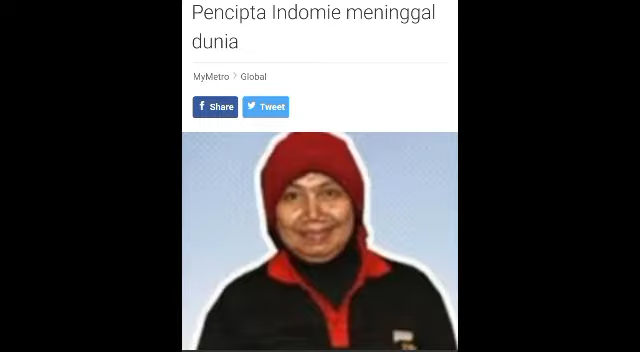 Pencipta Indomie meninggal
dunia
MyMetro > Global
f Share Tweet